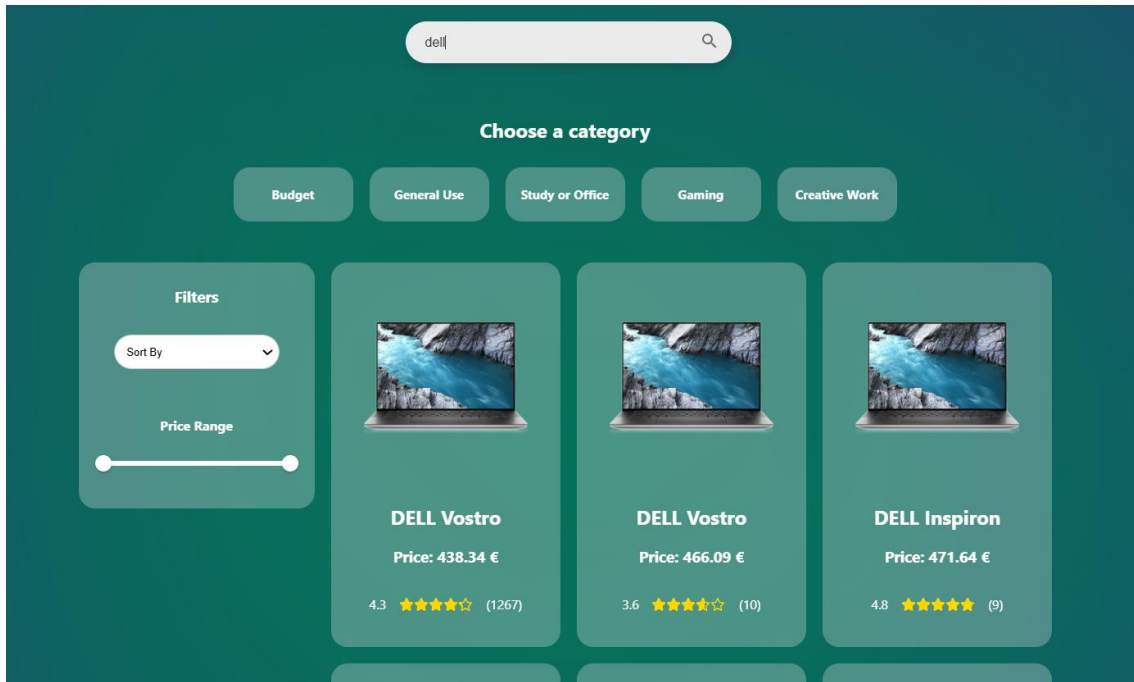 dell
Choose a category
Budget
General Use
Study or Office
Gaming
Creative Work
Filters
Sort By
Price Range
DELL Vostro
Price: 438.34 €
4.3 (1267)
DELL Vostro
Price: 466.09 €
3.6 (10)
DELL Inspiron
Price: 471.64 €
4.8 (9)